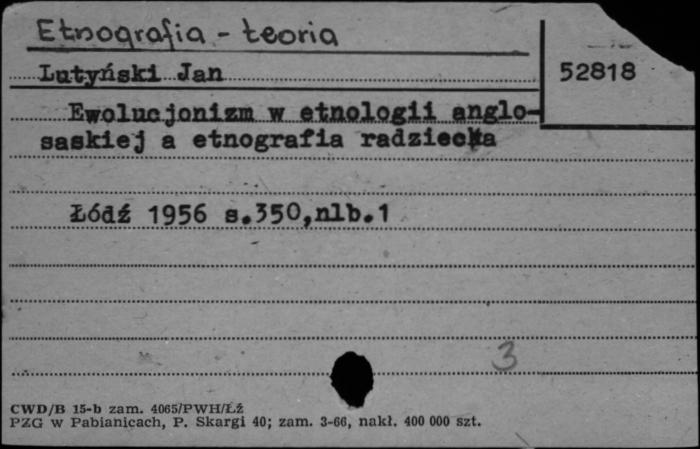 Etnografia - teoria
Lutyński Jan
52818
Ewolucjonizm w etnologii anglo-
saskiej a etnografia radziecka
Łódź 1956 s.350,nlb.1
3
CWD/B 15-b zam. 4065/PWH/Łź
PZG w Pabianicach, P. Skargi 40; zam. 3-66, nakł. 400 000 szt.